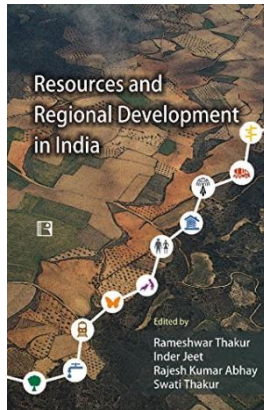 Resources and
Regional Development
in India
Edited by
Rameshwar Thakur
Inder Jeet
Rajesh Kumar Abhay
Swati Thakur